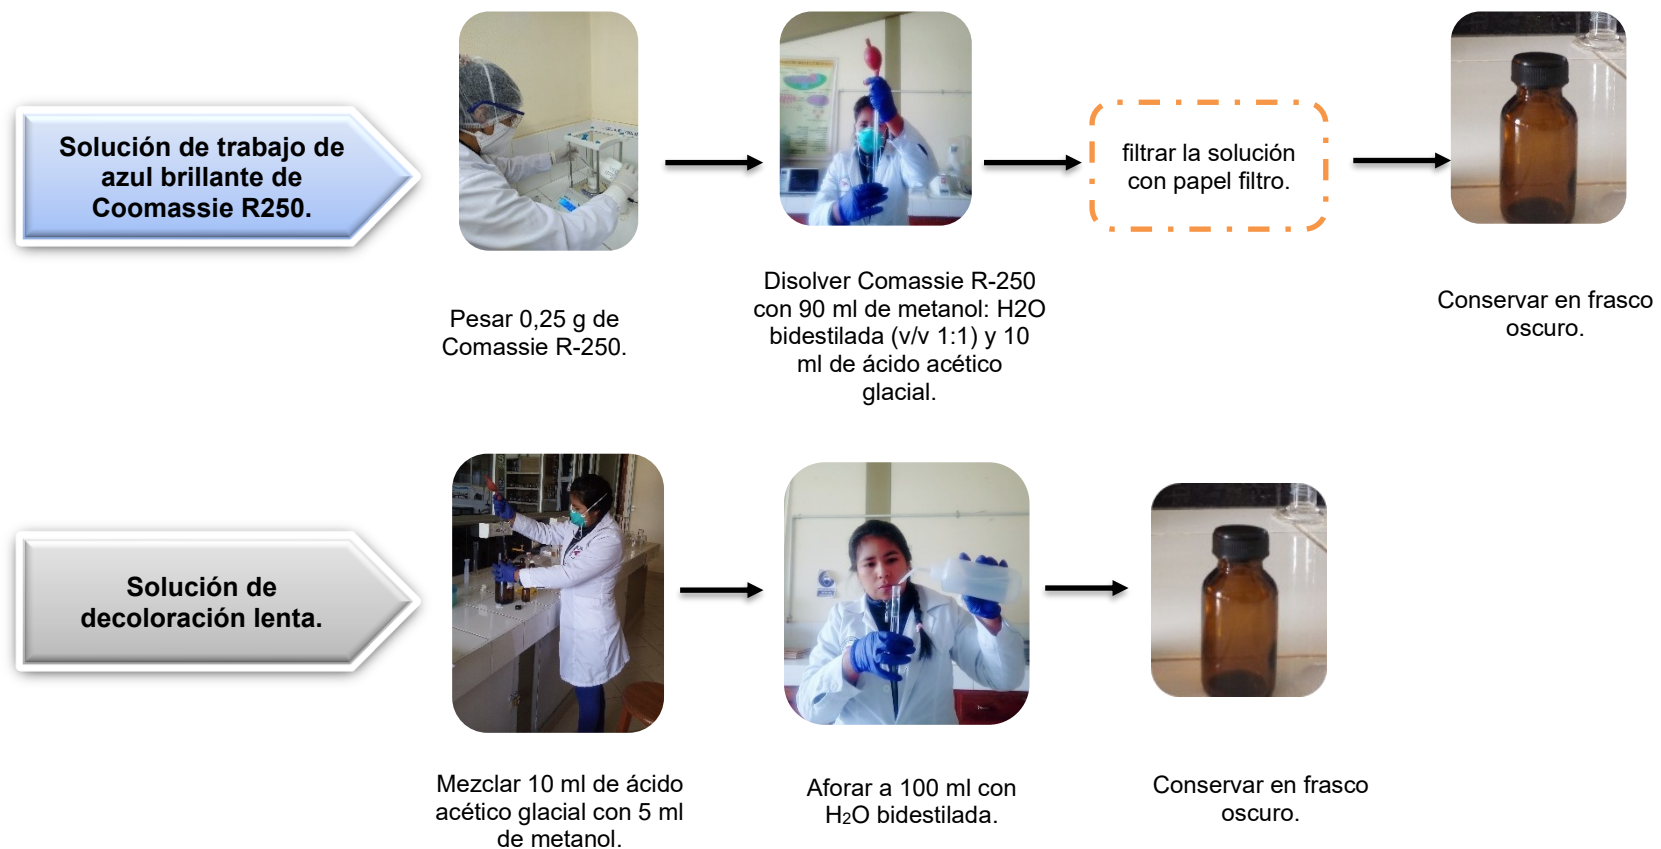 Solución de trabajo de
azul brillante de
Coomassie R250.
filtrar la solución
con papel filtro.
Pesar 0,25 g de
Comassie R-250.
Disolver Comassie R-250
con 90 ml de metanol: H2O
bidestilada (v/v 1:1) y 10
ml de ácido acético
glacial.
Conservar en frasco
oscuro.
Solución de
decoloración lenta.
Mezclar 10 ml de ácido
acético glacial con 5 ml
de metanol.
Aforar a 100 ml con
H2O bidestilada.
Conservar en frasco
oscuro.